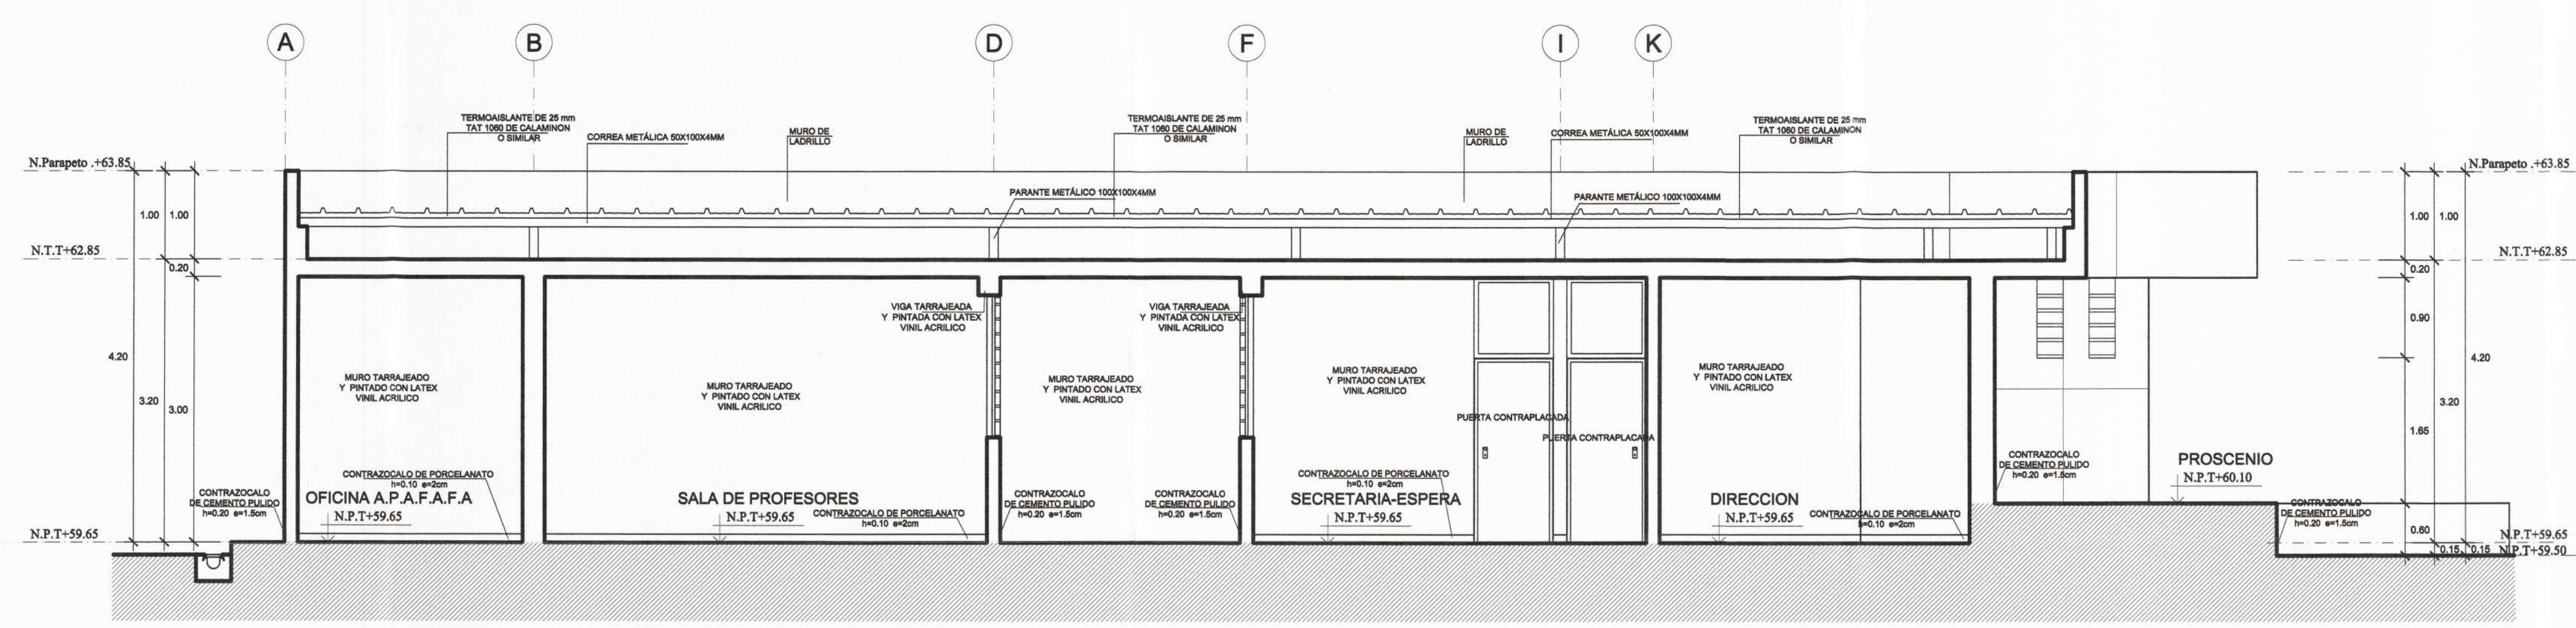 A
B
D
F
I
K
TERMOAISLANTE DE 25 mm
TAT 1060 DE CALAMINON
O SIMILAR
CORREA METÁLICA 50X100X4MM
MURO DE
LADRILLO
TERMOAISLANTE DE 25 mm
TAT 1060 DE CALAMINON
O SIMILAR
MURO DE
LADRILLO
CORREA METÁLICA 50X100X4MM
TERMOAISLANTE DE 25 mm
TAT 1060 DE CALAMINON
O SIMILAR
N.Parapeto .+63.85
N.Parapeto .+63.85
PARANTE METÁLICO 100X100X4MM
PARANTE METÁLICO 100X100X4MM
1.00
1.00
1.00
1.00
N.T.T+62.85
N.T.T+62.85
0.20
0.20
VIGA TARRAJEADA
Y PINTADA CON LATEX
VINIL ACRILICO
VIGA TARRAJEADA
Y PINTADA CON LATEX
VINIL ACRILICO
0.90
4.20
4.20
MURO TARRAJEADO
Y PINTADO CON LATEX
VINIL ACRILICO
MURO TARRAJEADO
Y PINTADO CON LATEX
VINIL ACRILICO
MURO TARRAJEADO
Y PINTADO CON LATEX
VINIL ACRILICO
MURO TARRAJEADO
Y PINTADO CON LATEX
VINIL ACRILICO
MURO TARRAJEADO
Y PINTADO CON LATEX
VINIL ACRILICO
3.20
3.00
3.20
1.65
PUERTA CONTRAPLACADA
PUERTA CONTRAPLACADA
CONTRAZOCALO
DE CEMENTO PULIDO
h=0.20 e=1.5cm
CONTRAZOCALO DE PORCELANATO
h=0.10 e=2cm
OFICINA A.P.A.F.A.F.A
N.P.T+59.65
SALA DE PROFESORES
N.P.T+59.65
CONTRAZOCALO DE PORCELANATO
h=0.10 e=2cm
CONTRAZOCALO
DE CEMENTO PULIDO
h=0.20 e=1.5cm
CONTRAZOCALO
DE CEMENTO PULIDO
h=0.20 e=1.5cm
CONTRAZOCALO DE PORCELANATO
h=0.10 e=2cm
SECRETARIA-ESPERA
N.P.T+59.65
DIRECCION
N.P.T+59.65
CONTRAZOCALO DE PORCELANATO
h=0.10 e=2cm
CONTRAZOCALO
DE CEMENTO PULIDO
h=0.20 e=1.5cm
PROSCENIO
N.P.T+60.10
CONTRAZOCALO
DE CEMENTO PULIDO
h=0.20 e=1.5cm
N.P.T+59.65
0.60
N.P.T+59.65
0.15
0.15
N.P.T+59.50